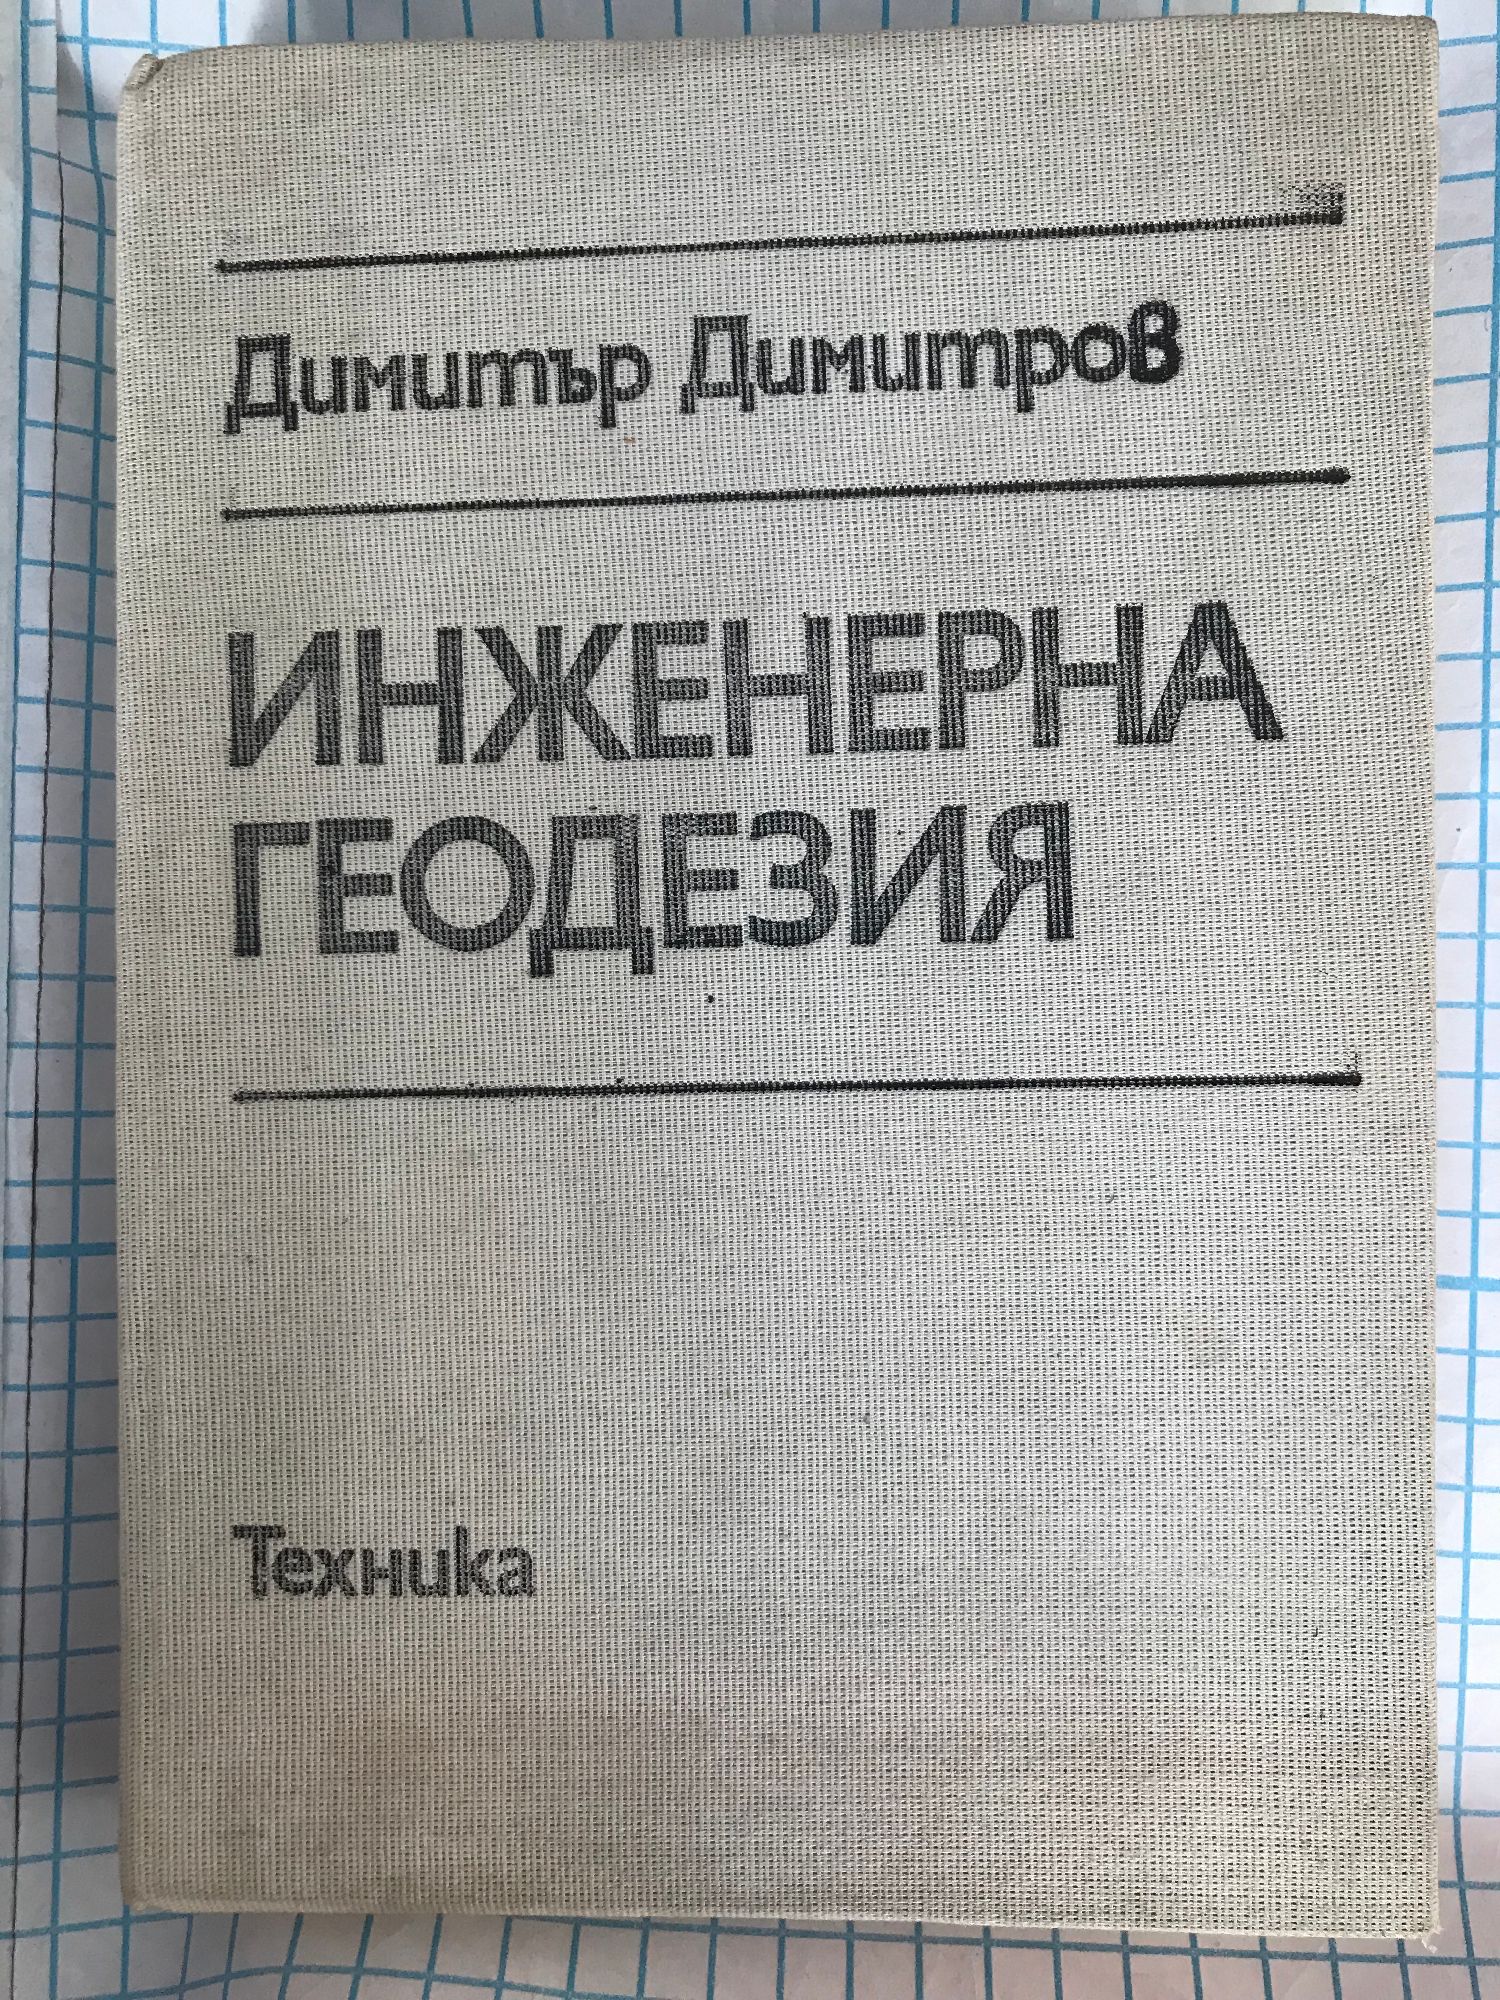 Димитър Димитров
ИНЖЕНЕРНА
ГЕОДЕЗИЯ
Техника